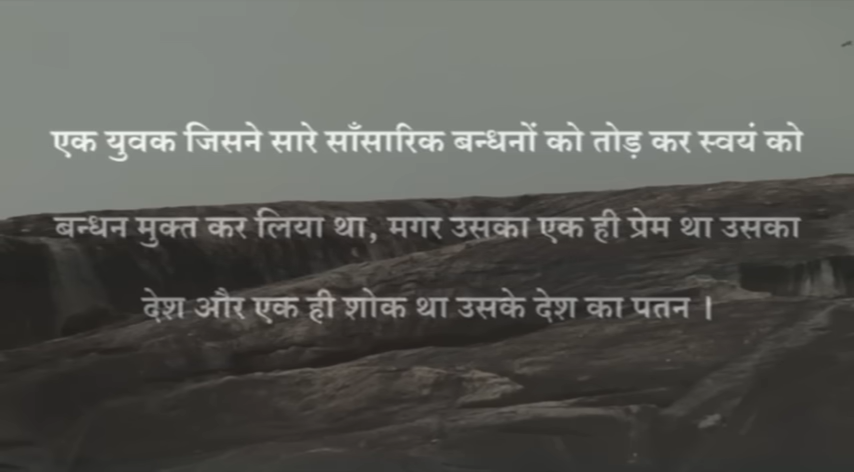 एक युवक जिसने सारे साँसारिक बन्धनों को तोड़ कर स्वयं को
बन्धन मुक्त कर लिया था, मगर उसका एक ही प्रेम था उसका
देश और एक ही शोक था उसके देश का पतन ।